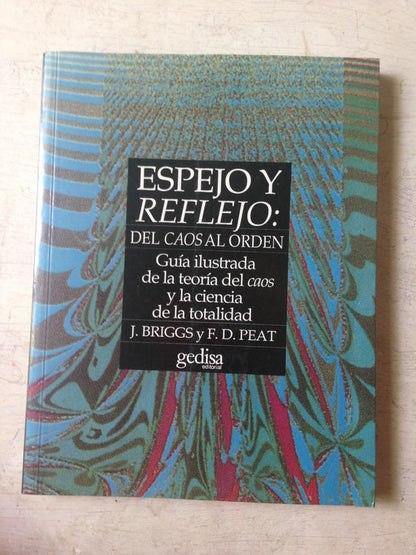 ESPEJO Y
REFLEJO:
DEL CAOS AL ORDEN
Guía ilustrada
de la teoría del caos
y la ciencia
de la totalidad
J. BRIGGS y F. D. PEAT
gedisa
editorial